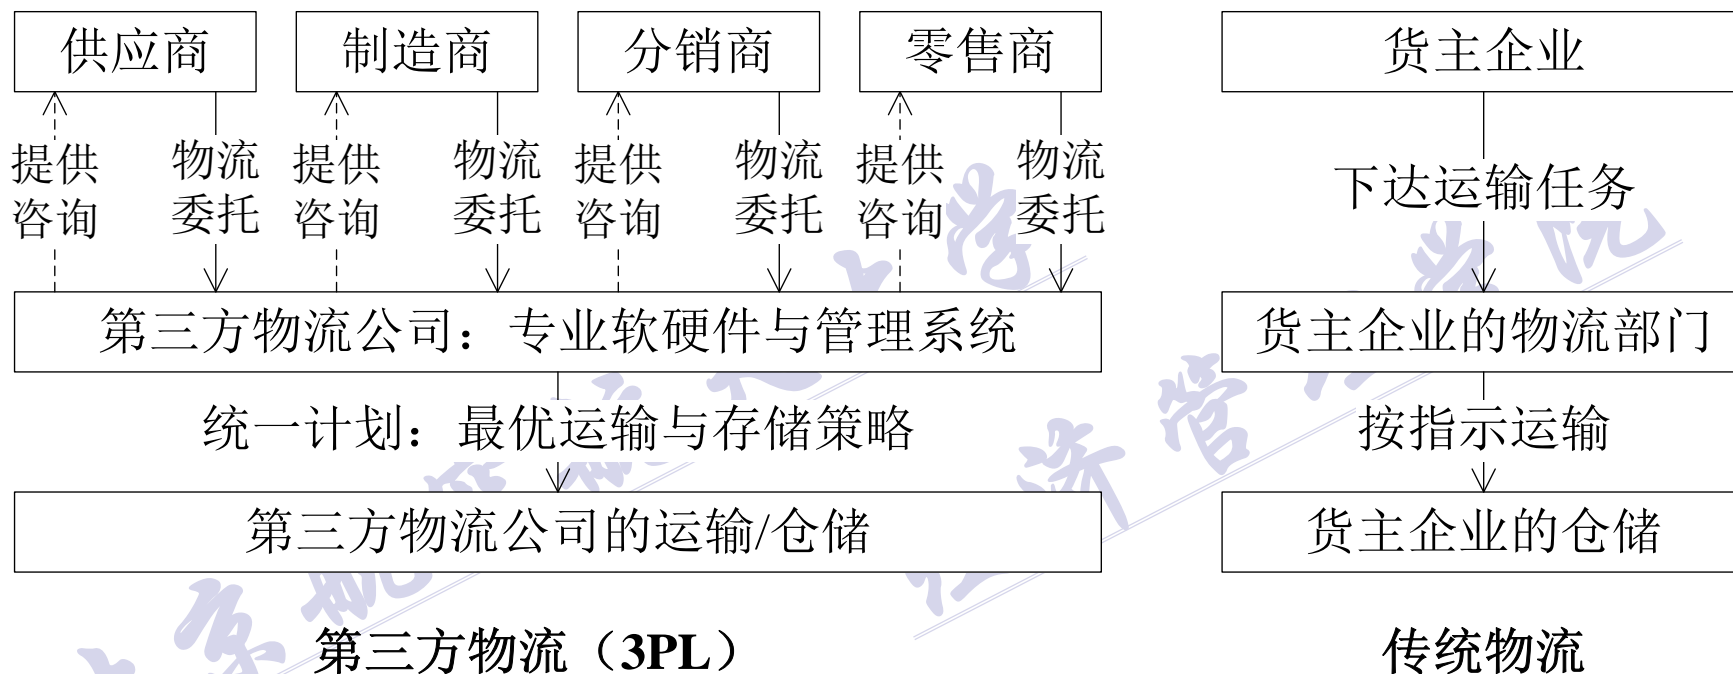 供应商 制造商 分销商 零售商 货主企业
提供 物流 提供 物流 提供 物流 提供 物流
咨询 委托 咨询 委托 咨询 委托 咨询 委托
下达运输任务
第三方物流公司：专业软硬件与管理系统 货主企业的物流部门
统一计划：最优运输与存储策略 按指示运输
第三方物流公司的运输/仓储 货主企业的仓储
第三方物流（3PL） 传统物流